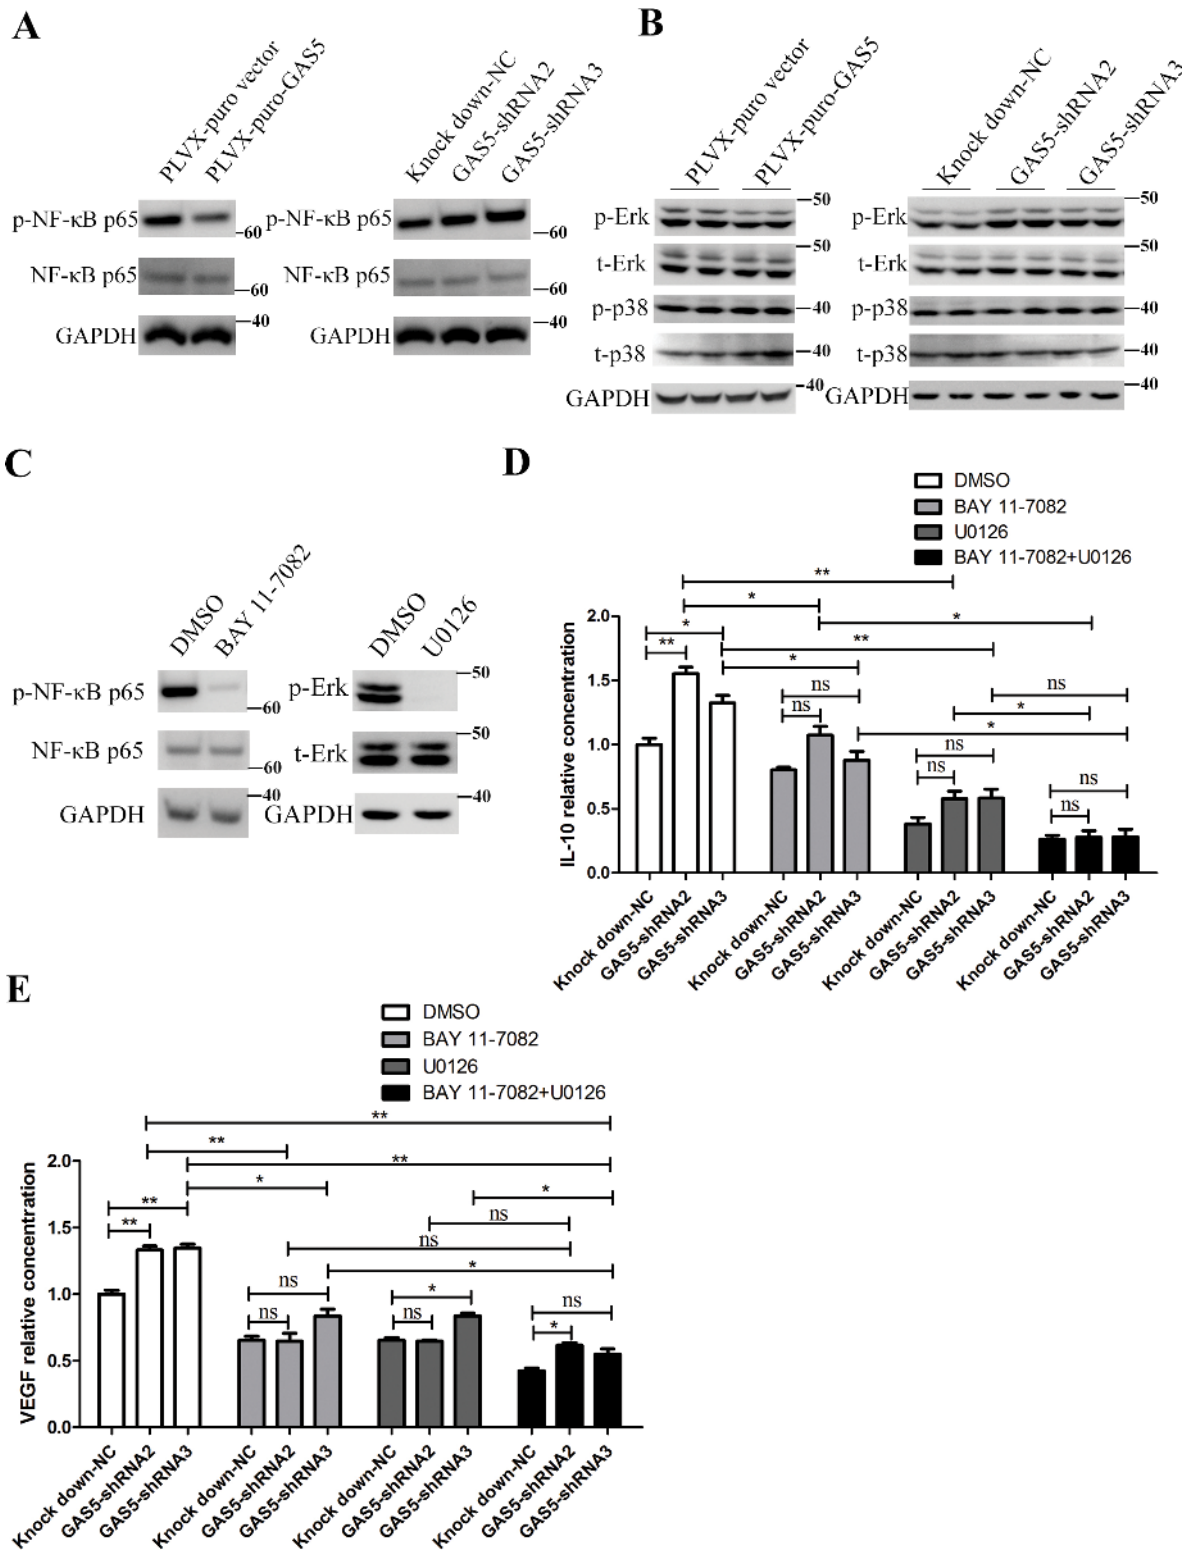 A
PLVX-puro vector
PLVX-puro-GAS5
Knock down-NC
GAS5-shRNA2
GAS5-shRNA3
p-NF-κB p65
60
p-NF-κB p65
60
NF-κB p65
60
NF-κB p65
60
GAPDH
40
GAPDH
40
B
PLVX-puro vector
PLVX-puro-GAS5
Knock down-NC
GAS5-shRNA2
GAS5-shRNA3
p-Erk
50
p-Erk
50
t-Erk
50
t-Erk
50
p-p38
40
p-p38
40
t-p38
40
t-p38
40
GAPDH
40
GAPDH
40
C
DMSO
BAY 11-7082
DMSO
U0126
p-NF-κB p65
60
p-Erk
50
NF-κB p65
60
t-Erk
50
GAPDH
40
GAPDH
40
D
DMSO
BAY 11-7082
U0126
BAY 11-7082+U0126
IL-10 relative concentration
2.0
1.5
1.0
0.5
0.0
**
*
*
*
**
**
*
ns
ns
ns
*
*
ns
ns
ns
ns
Knock down-NC
GAS5-shRNA2
GAS5-shRNA3
Knock down-NC
GAS5-shRNA2
GAS5-shRNA3
Knock down-NC
GAS5-shRNA2
GAS5-shRNA3
Knock down-NC
GAS5-shRNA2
GAS5-shRNA3
E
DMSO
BAY 11-7082
U0126
BAY 11-7082+U0126
VEGF relative concentration
2.0
1.5
1.0
0.5
0.0
**
**
**
*
*
**
ns
**
ns
*
ns
*
ns
ns
ns
*
Knock down-NC
GAS5-shRNA2
GAS5-shRNA3
Knock down-NC
GAS5-shRNA2
GAS5-shRNA3
Knock down-NC
GAS5-shRNA2
GAS5-shRNA3
Knock down-NC
GAS5-shRNA2
GAS5-shRNA3